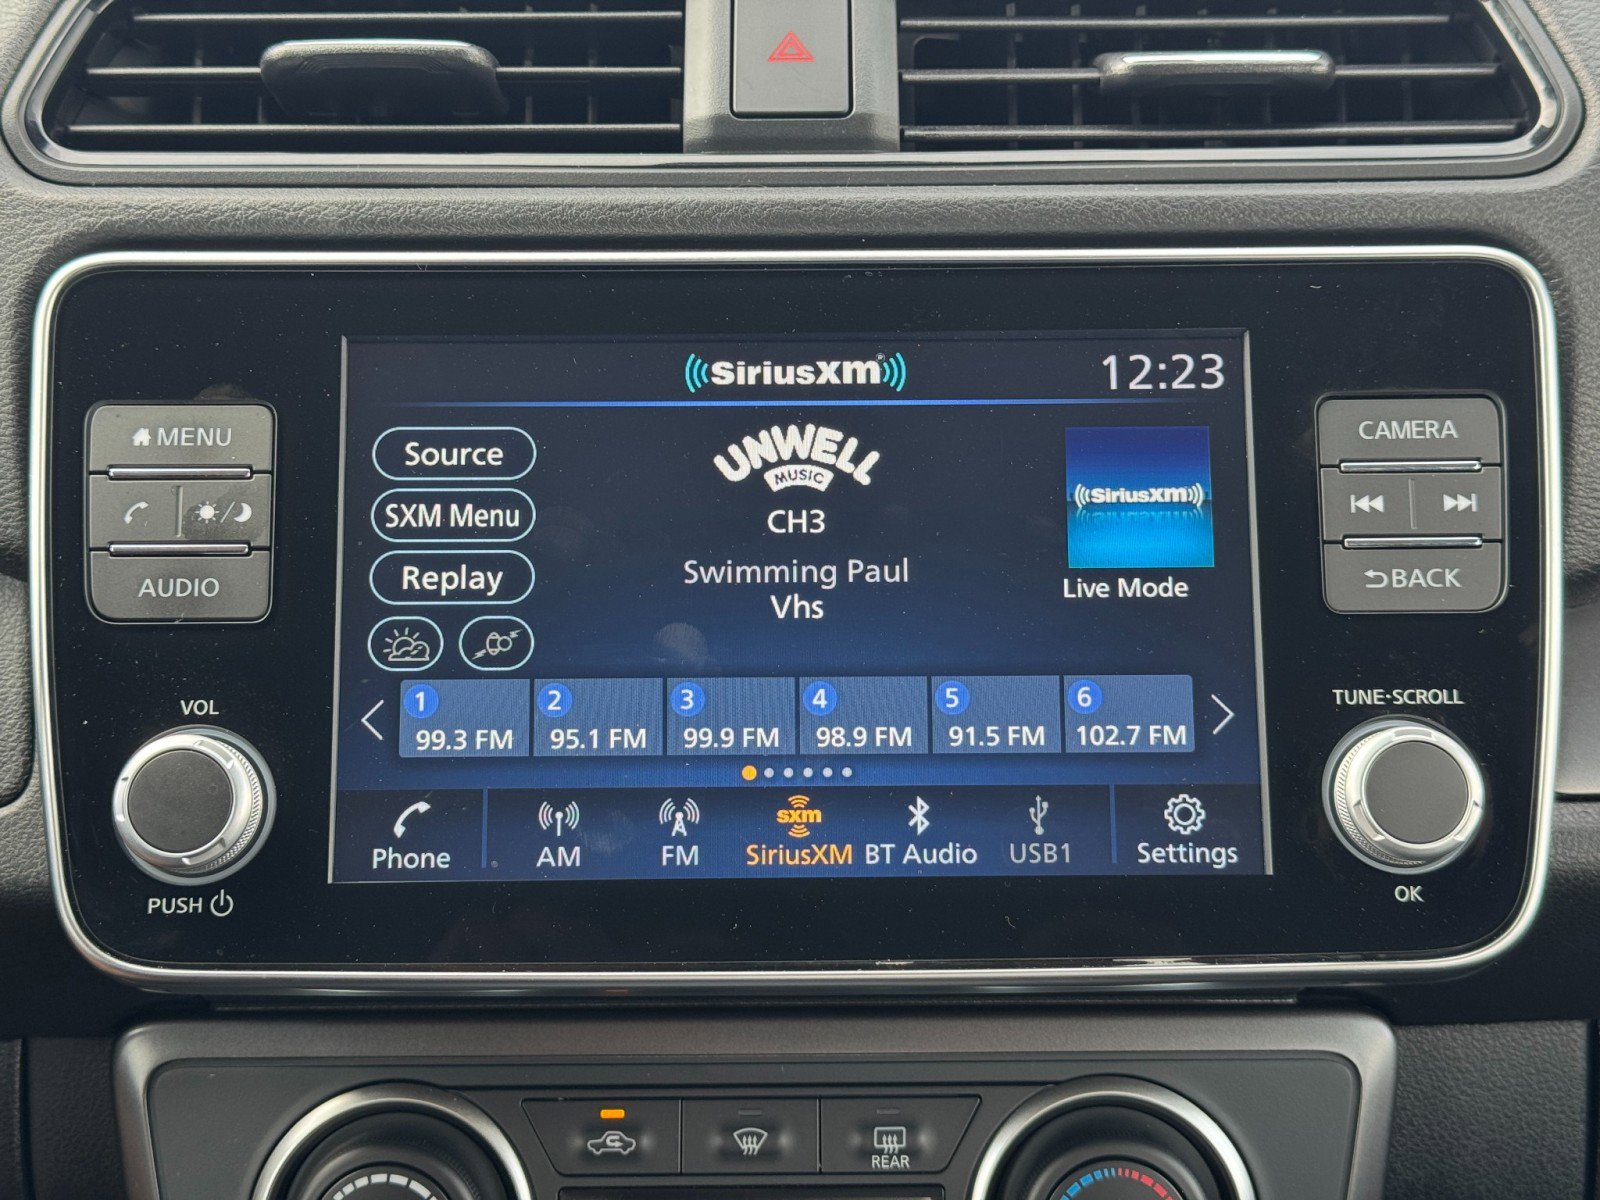 SiriusXM
12:23
MENU
AUDIO
VOL
PUSH
Source
SXM Menu
Replay
UNWELL
MUSIC
CH3
Swimming Paul
Vhs
SiriusXM
Live Mode
CAMERA
BACK
TUNE·SCROLL
OK
1
99.3 FM
2
95.1 FM
3
99.9 FM
4
98.9 FM
5
91.5 FM
6
102.7 FM
Phone
AM
FM
sxm
SiriusXM
BT Audio
USB1
Settings
REAR